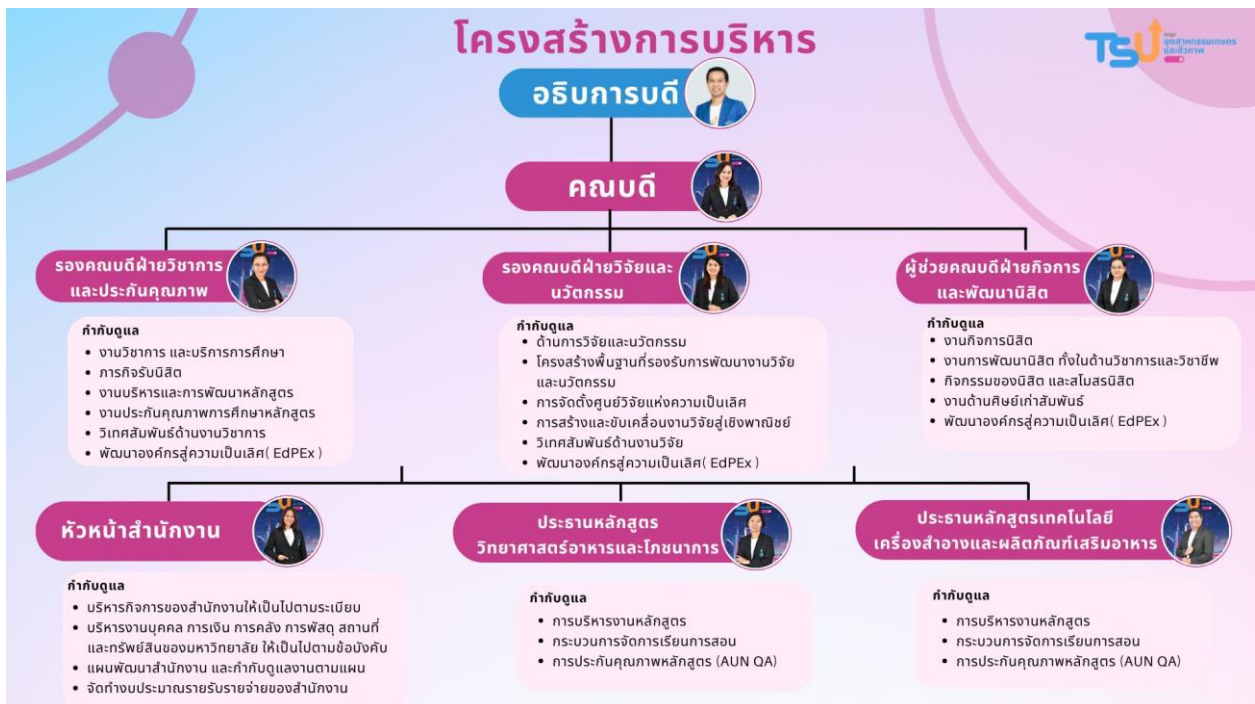 โครงสร้างการบริหาร
TSU
คณะ
อุตสาหกรรมเกษตร
และชีวภาพ
อธิบการบดี
คณบดี
รองคณบดีฝ่ายวิชาการ
และประกันคุณภาพ
กำกับดูแล
• งานวิชาการ และบริการการศึกษา
• ภารกิจรับนิสิต
• งานบริหารและการพัฒนาหลักสูตร
• งานประกันคุณภาพการศึกษาหลักสูตร
• วิเทศสัมพันธ์ด้านงานวิชาการ
• พัฒนาองค์กรสู่ความเป็นเลิศ( EdPEx )
รองคณบดีฝ่ายวิจัยและ
นวัตกรรม
กำกับดูแล
• ด้านการวิจัยและนวัตกรรม
• โครงสร้างพื้นฐานที่รองรับการพัฒนางานวิจัย
และนวัตกรรม
• การจัดตั้งศูนย์วิจัยแห่งความเป็นเลิศ
• การสร้างและขับเคลื่อนงานวิจัยสู่เชิงพาณิชย์
• วิเทศสัมพันธ์ด้านงานวิจัย
• พัฒนาองค์กรสู่ความเป็นเลิศ( EdPEx )
ผู้ช่วยคณบดีฝ่ายกิจการ
และพัฒนานิสิต
กำกับดูแล
• งานกิจการนิสิต
• งานการพัฒนานิสิต ทั้งในด้านวิชาการและวิชาชีพ
• กิจกรรมของนิสิต และสโมสรนิสิต
• งานด้านศิษย์เก่าสัมพันธ์
• พัฒนาองค์กรสู่ความเป็นเลิศ( EdPEx )
หัวหน้าสำนักงาน
กำกับดูแล
• บริหารกิจการของสำนักงานให้เป็นไปตามระเบียบ
• บริหารงานบุคคล การเงิน การคลัง การพัสดุ สถานที่
และทรัพย์สินของมหาวิทยาลัย ให้เป็นไปตามข้อบังคับ
• แผนพัฒนาสำนักงาน และกำกับดูแลงานตามแผน
• จัดทำงบประมาณรายรับรายจ่ายของสำนักงาน
ประธานหลักสูตร
วิทยาศาสตร์อาหารและโภชนาการ
กำกับดูแล
• การบริหารงานหลักสูตร
• กระบวนการจัดการเรียนการสอน
• การประกันคุณภาพหลักสูตร (AUN QA)
ประธานหลักสูตรเทคโนโลยี
เครื่องสำอางและผลิตภัณฑ์เสริมอาหาร
กำกับดูแล
• การบริหารงานหลักสูตร
• กระบวนการจัดการเรียนการสอน
• การประกันคุณภาพหลักสูตร (AUN QA)